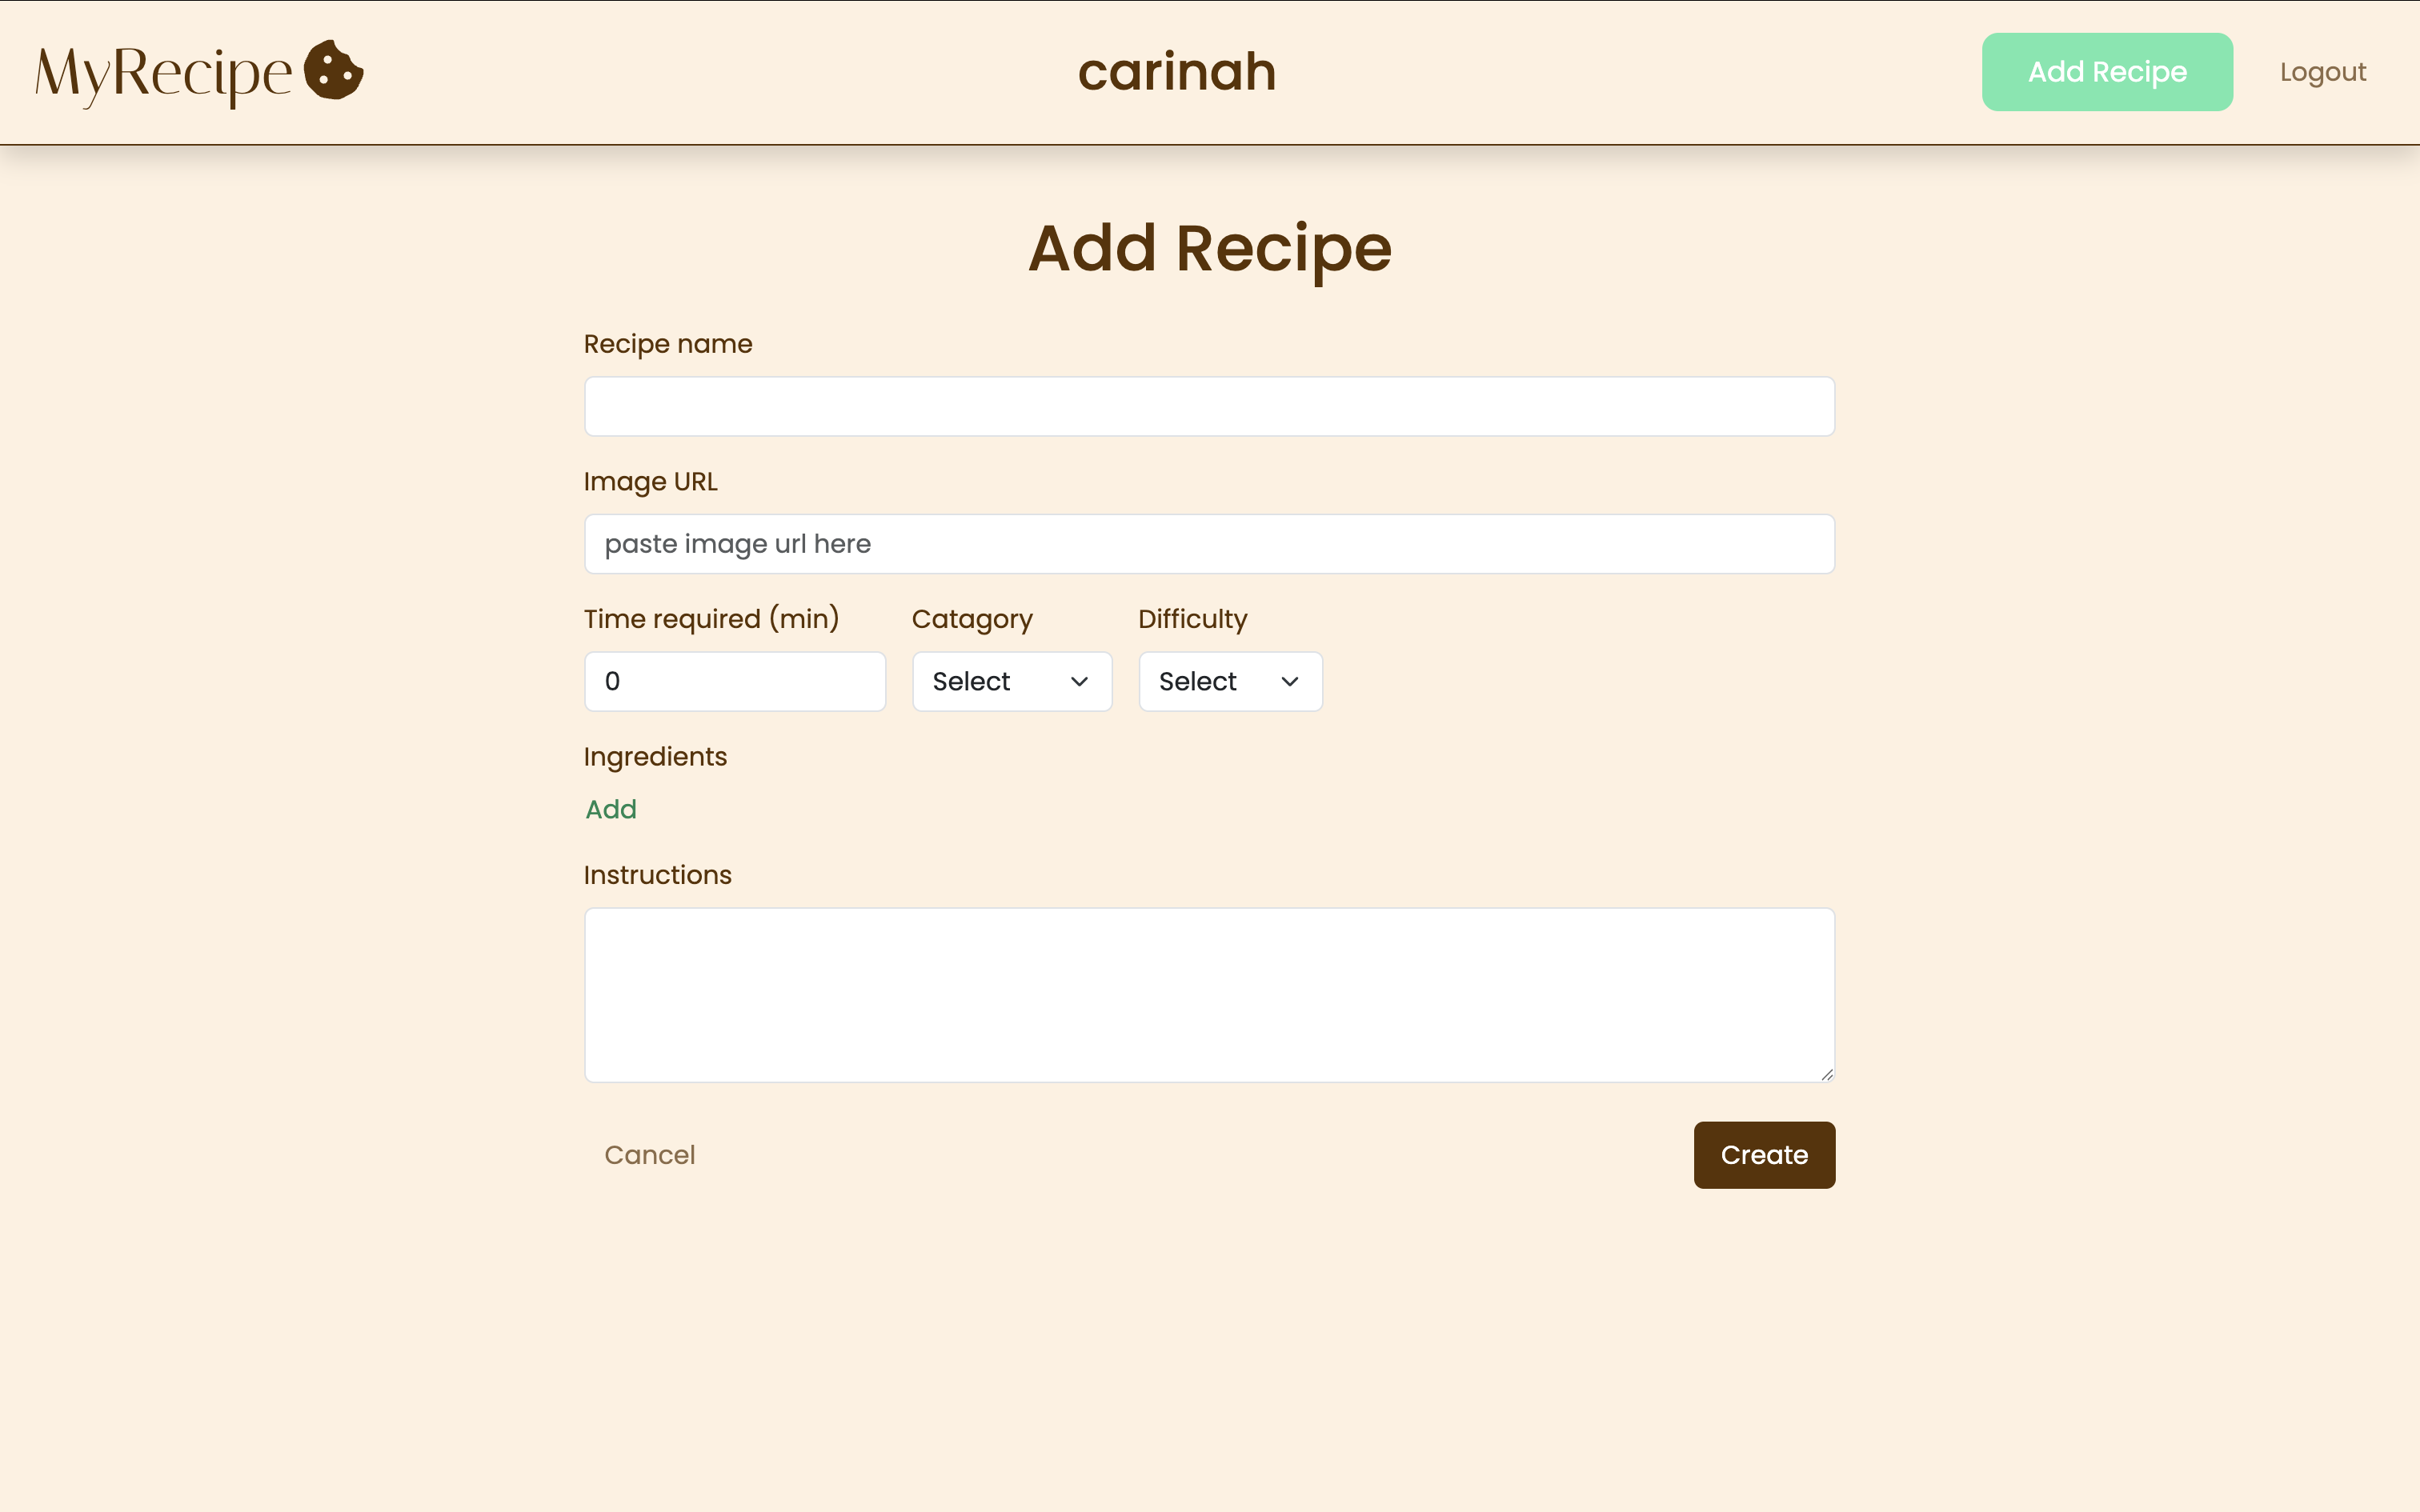 MyRecipe
carinah
Add Recipe
Logout
Add Recipe
Recipe name
Image URL
paste image url here
Time required (min) Catagory Difficulty
0 Select Select
Ingredients
Add
Instructions
Cancel Create